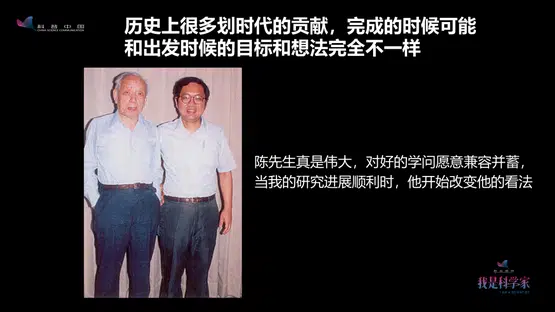 科普中国
CHINA SCIENCE COMMUNICATION
历史上很多划时代的贡献，完成的时候可能
和出发时候的目标和想法完全不一样
陈先生真是伟大，对好的学问愿意兼容并蓄，
当我的研究进展顺利时，他开始改变他的看法
我是科学家